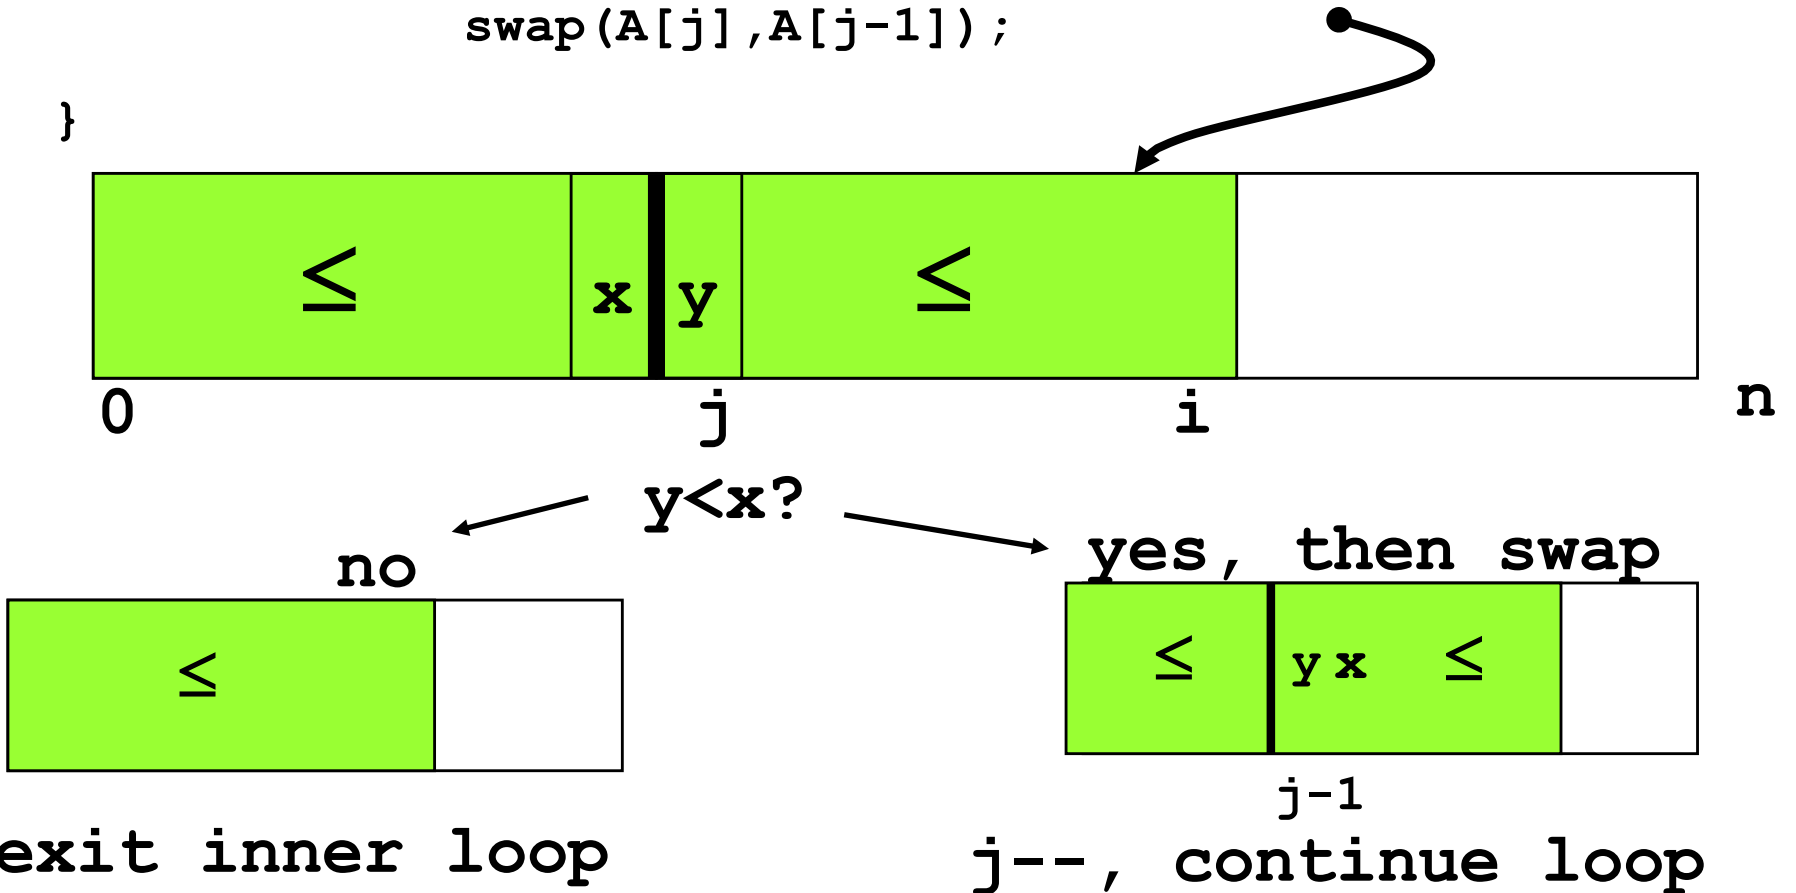 swap(A[j],A[j-1]);
}
≤ x y ≤
0 j i n
y<x?
no
yes, then swap
≤
≤ y x ≤
j-1
exit inner loop
j--, continue loop